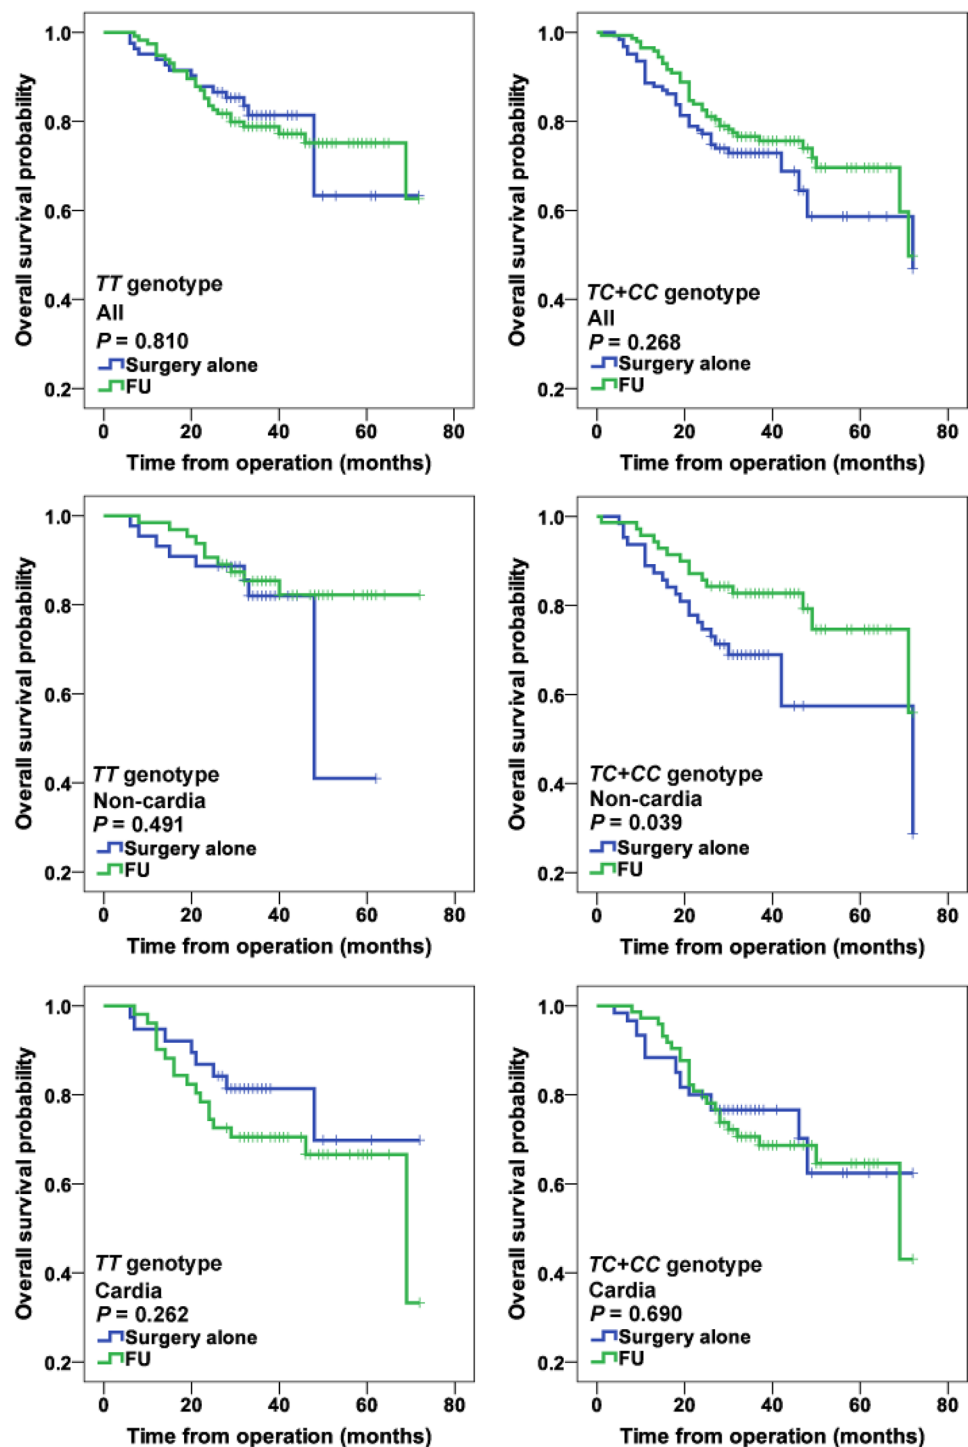 Overall survival probability
1.0
0.8
0.6
0.4
0.2
TT genotype
All
P = 0.810
Surgery alone
FU
0 20 40 60 80
Time from operation (months)
Overall survival probability
1.0
0.8
0.6
0.4
0.2
TC+CC genotype
All
P = 0.268
Surgery alone
FU
0 20 40 60 80
Time from operation (months)
Overall survival probability
1.0
0.8
0.6
0.4
0.2
TT genotype
Non-cardia
P = 0.491
Surgery alone
FU
0 20 40 60 80
Time from operation (months)
Overall survival probability
1.0
0.8
0.6
0.4
0.2
TC+CC genotype
Non-cardia
P = 0.039
Surgery alone
FU
0 20 40 60 80
Time from operation (months)
Overall survival probability
1.0
0.8
0.6
0.4
0.2
TT genotype
Cardia
P = 0.262
Surgery alone
FU
0 20 40 60 80
Time from operation (months)
Overall survival probability
1.0
0.8
0.6
0.4
0.2
TC+CC genotype
Cardia
P = 0.690
Surgery alone
FU
0 20 40 60 80
Time from operation (months)